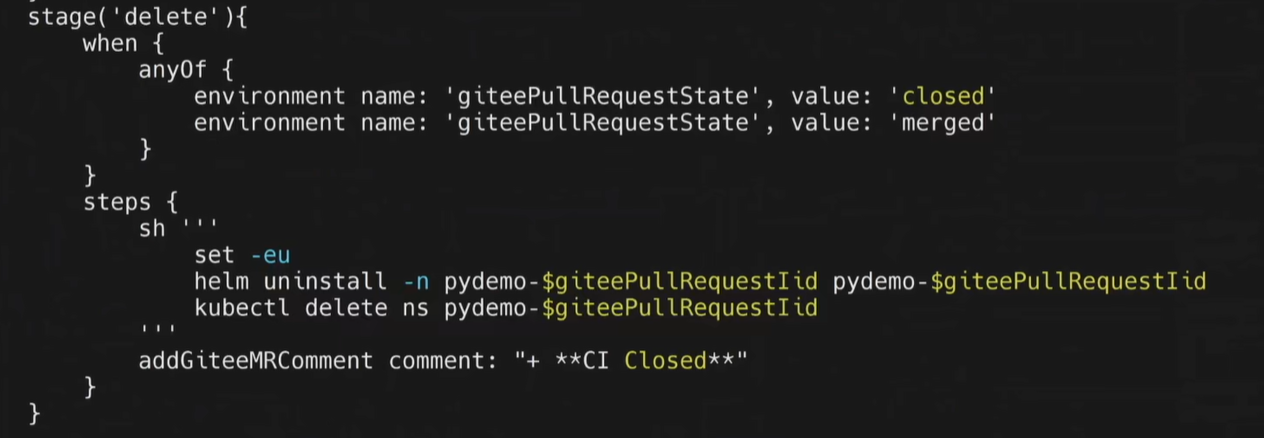 stage('delete'){
    when {
        anyOf {
            environment name: 'giteePullRequestState', value: 'closed'
            environment name: 'giteePullRequestState', value: 'merged'
        }
    }
    steps {
        sh '''
            set -eu
            helm uninstall -n pydemo-$giteePullRequestIid pydemo-$giteePullRequestIid
            kubectl delete ns pydemo-$giteePullRequestIid
        '''
        addGiteeMRComment comment: "+ **CI Closed**"
    }
}